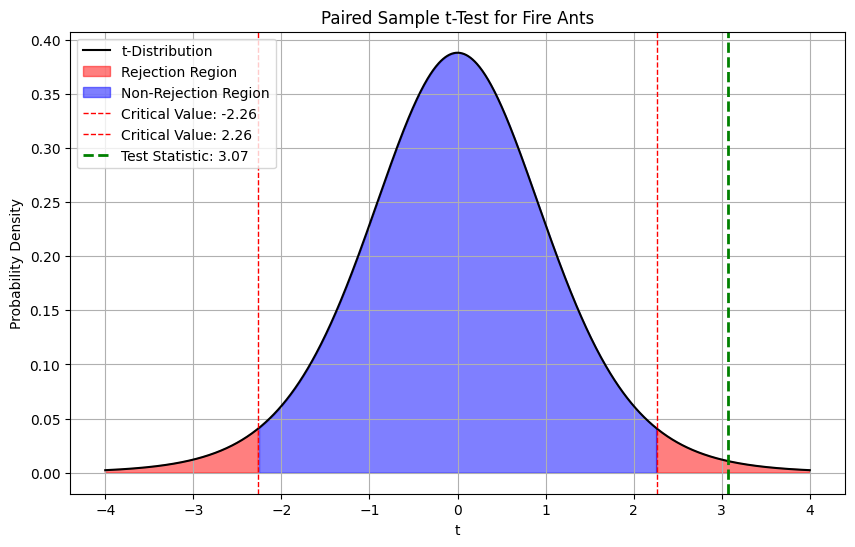 Paired Sample t-Test for Fire Ants
t-Distribution
Rejection Region
Non-Rejection Region
Critical Value: -2.26
Critical Value: 2.26
Test Statistic: 3.07
Probability Density
0.40
0.35
0.30
0.25
0.20
0.15
0.10
0.05
0.00
−4 −3 −2 −1 0 1 2 3 4
t